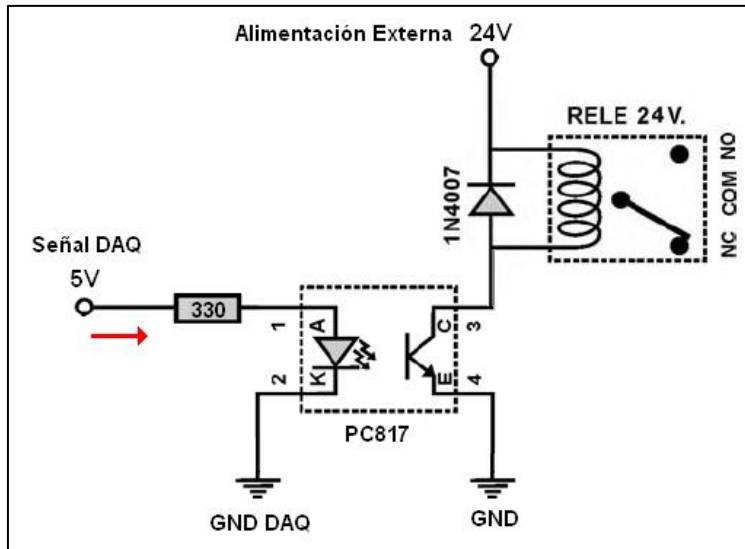 Alimentación Externa 24V
RELE 24V.
1N4007
NC COM NO
Señal DAQ
5V
330
1
A
C
3
2
K
E
4
PC817
GND DAQ
GND